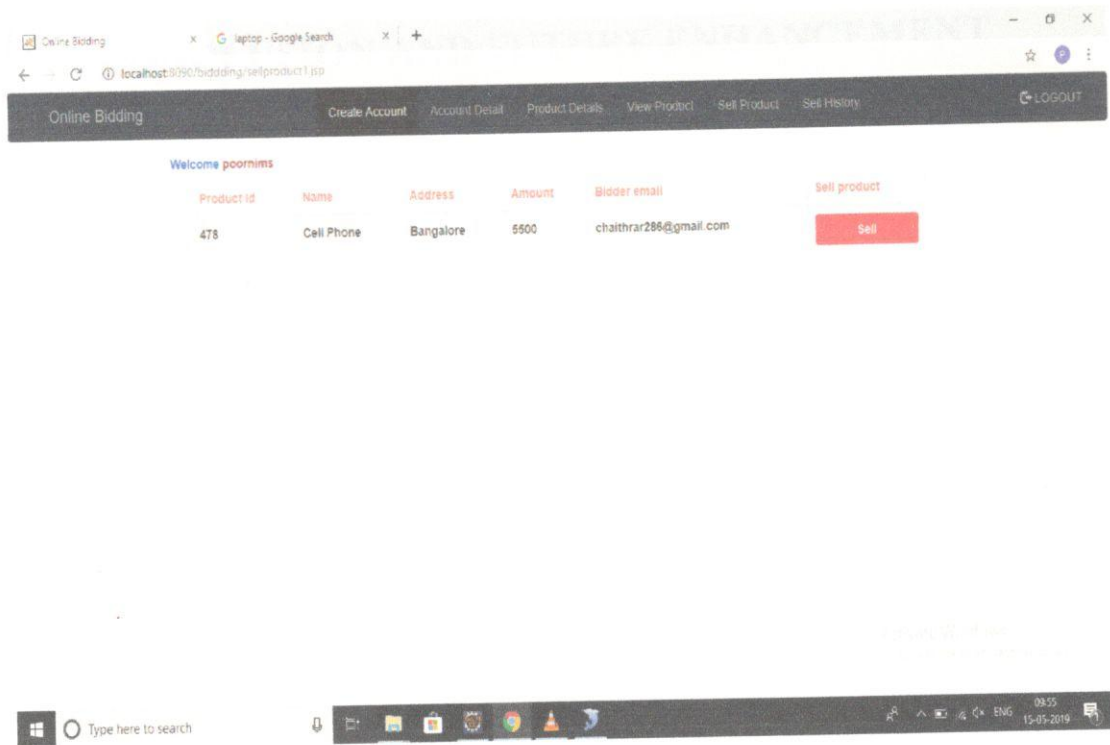 Online Bidding
laptop - Google Search
localhost:8090/biddding/sellproduct1.jsp
Online Bidding Create Account Account Detail Product Details View Product Sell Product Sell History LOGOUT
Welcome poornims
Product id Name Address Amount Bidder email Sell product
478 Cell Phone Bangalore 5500 chaithrar286@gmail.com Sell
Type here to search
ENG
09:55
15-05-2019